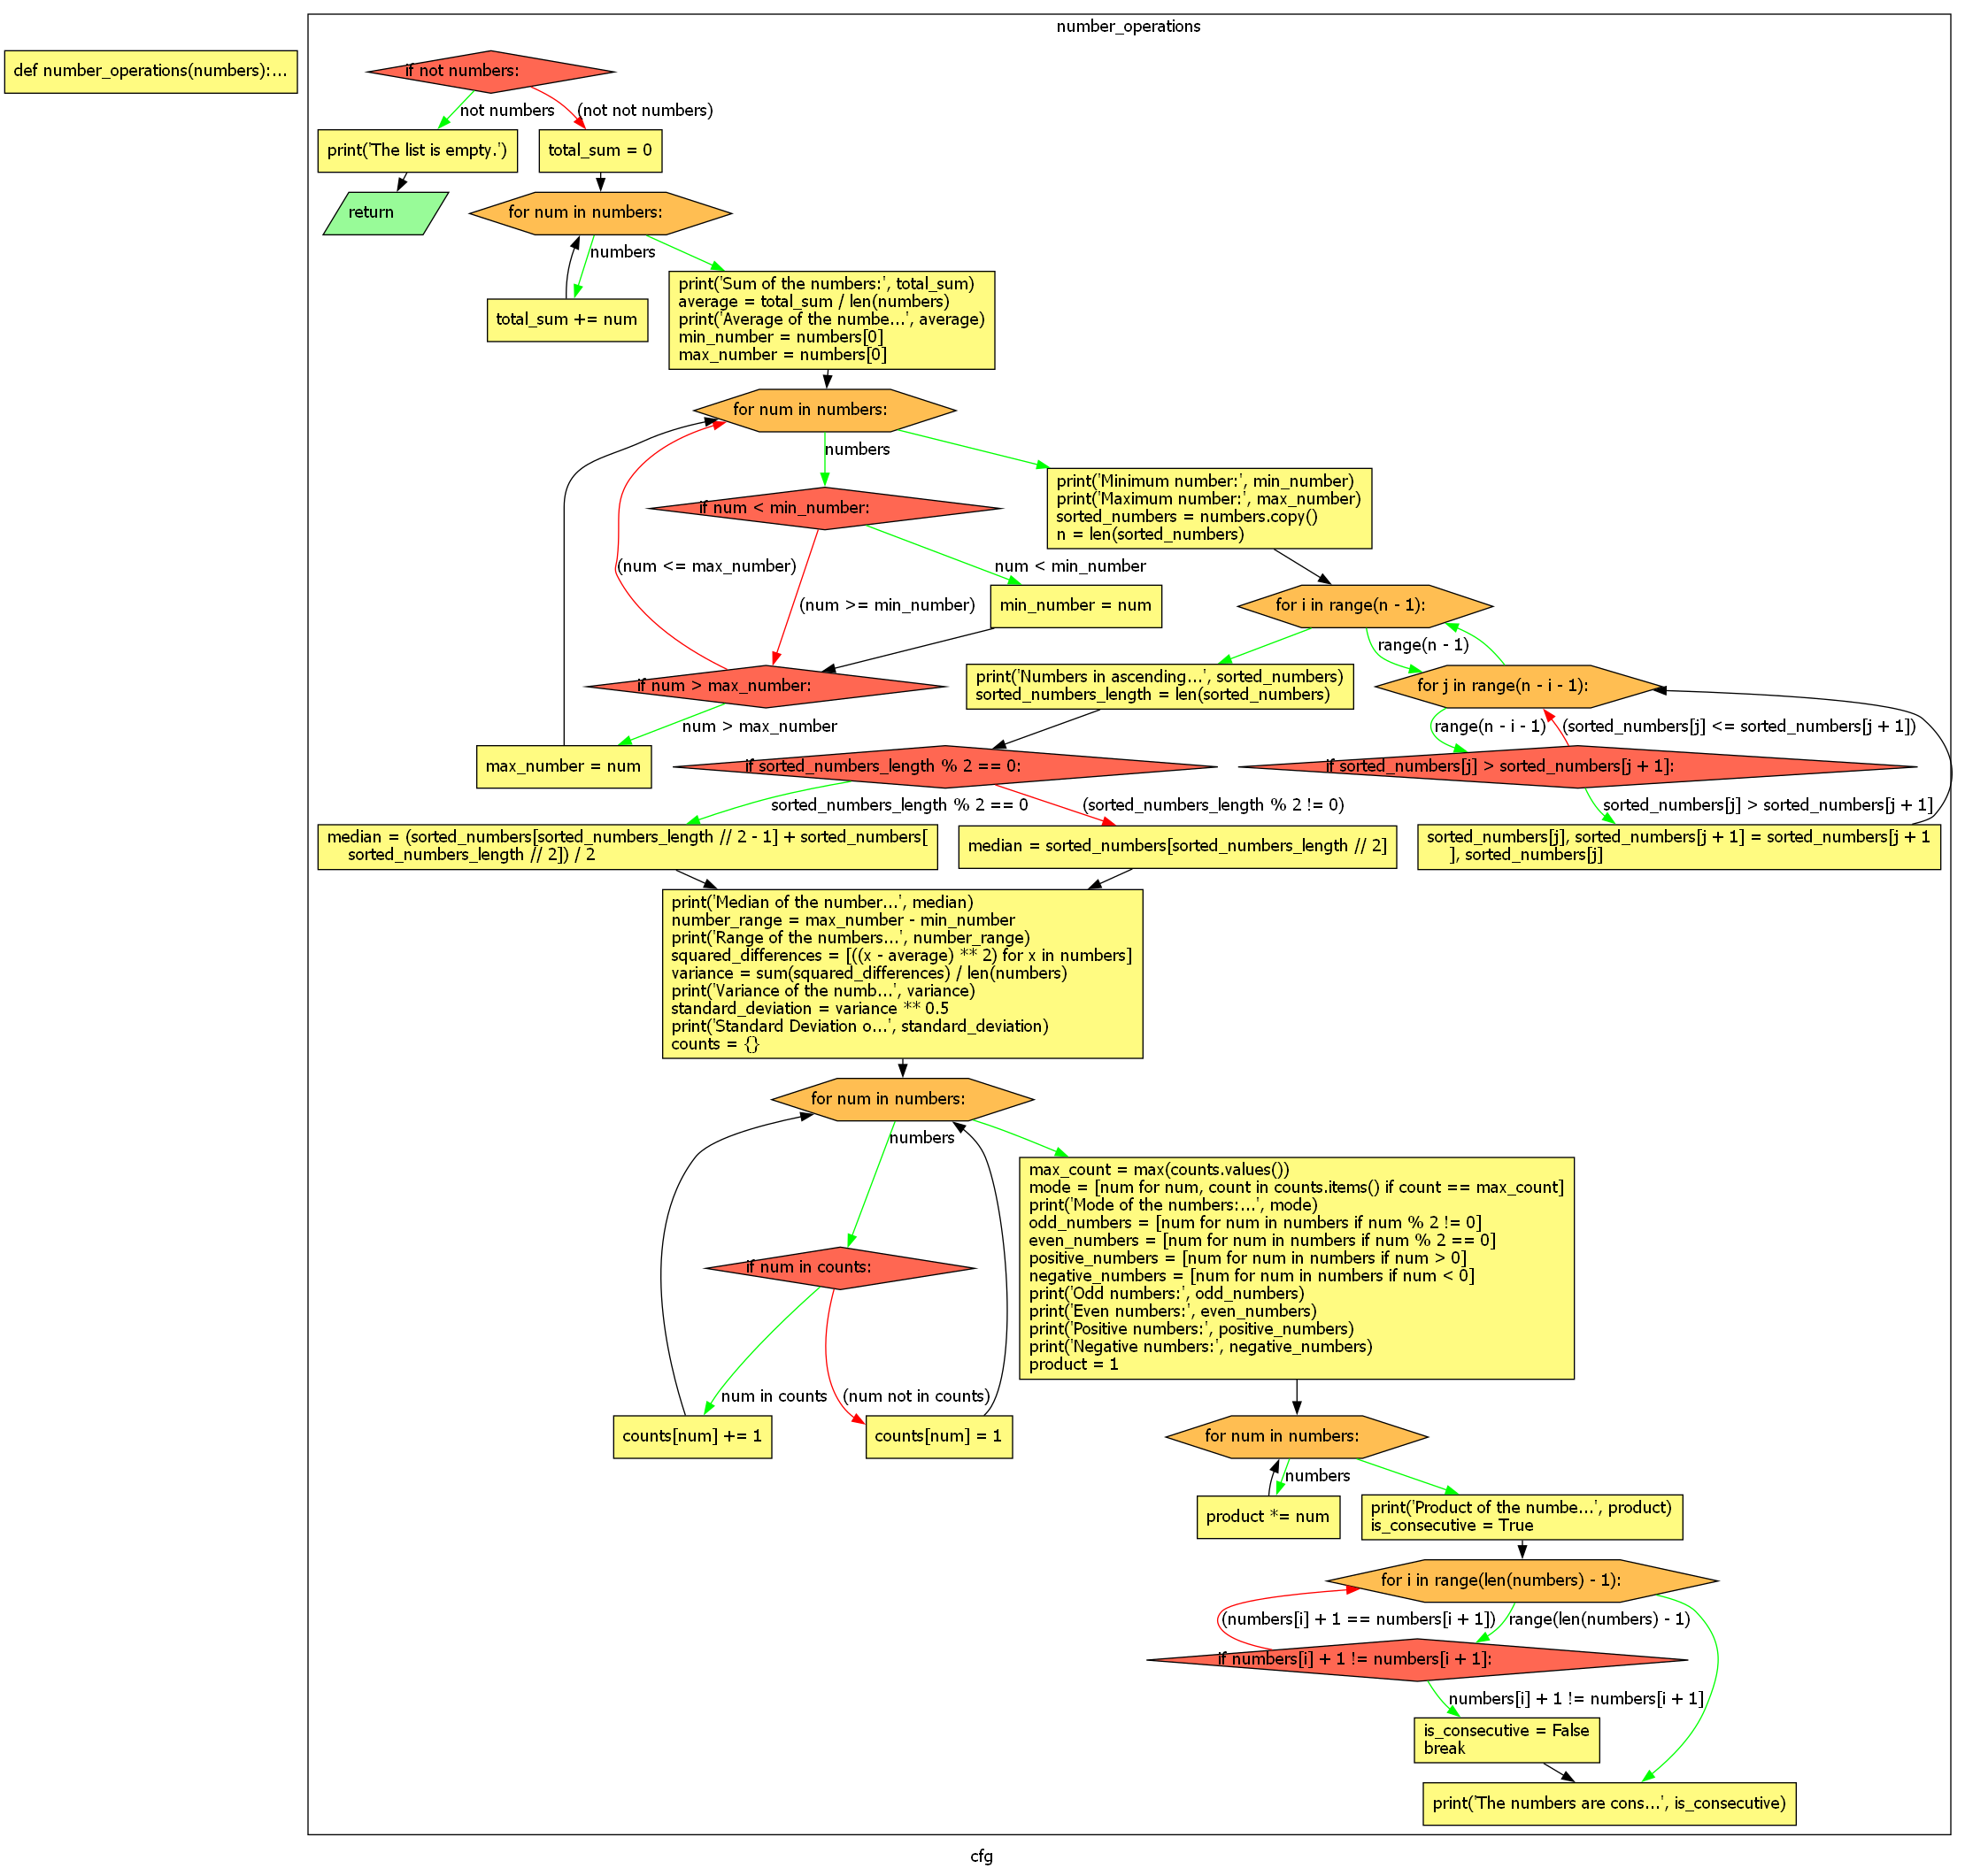 number_operations
def number_operations(numbers):...
if not numbers:
not numbers
(not not numbers)
print('The list is empty.')
total_sum = 0
return
for num in numbers:
numbers
total_sum += num
print('Sum of the numbers:', total_sum)
average = total_sum / len(numbers)
print('Average of the numbe...', average)
min_number = numbers[0]
max_number = numbers[0]
for num in numbers:
numbers
if num < min_number:
print('Minimum number:', min_number)
print('Maximum number:', max_number)
sorted_numbers = numbers.copy()
n = len(sorted_numbers)
(num <= max_number)
num < min_number
(num >= min_number)
min_number = num
for i in range(n - 1):
range(n - 1)
if num > max_number:
print('Numbers in ascending...', sorted_numbers)
sorted_numbers_length = len(sorted_numbers)
for j in range(n - i - 1):
num > max_number
range(n - i - 1)
(sorted_numbers[j] <= sorted_numbers[j + 1])
max_number = num
if sorted_numbers_length % 2 == 0:
if sorted_numbers[j] > sorted_numbers[j + 1]:
sorted_numbers_length % 2 == 0
(sorted_numbers_length % 2 != 0)
sorted_numbers[j] > sorted_numbers[j + 1]
median = (sorted_numbers[sorted_numbers_length // 2 - 1] + sorted_numbers[
sorted_numbers_length // 2]) / 2
median = sorted_numbers[sorted_numbers_length // 2]
sorted_numbers[j], sorted_numbers[j + 1] = sorted_numbers[j + 1
], sorted_numbers[j]
print('Median of the number...', median)
number_range = max_number - min_number
print('Range of the numbers...', number_range)
squared_differences = [((x - average) ** 2) for x in numbers]
variance = sum(squared_differences) / len(numbers)
print('Variance of the numb...', variance)
standard_deviation = variance ** 0.5
print('Standard Deviation o...', standard_deviation)
counts = {}
for num in numbers:
numbers
if num in counts:
max_count = max(counts.values())
mode = [num for num, count in counts.items() if count == max_count]
print('Mode of the numbers:...', mode)
odd_numbers = [num for num in numbers if num % 2 != 0]
even_numbers = [num for num in numbers if num % 2 == 0]
positive_numbers = [num for num in numbers if num > 0]
negative_numbers = [num for num in numbers if num < 0]
print('Odd numbers:', odd_numbers)
print('Even numbers:', even_numbers)
print('Positive numbers:', positive_numbers)
print('Negative numbers:', negative_numbers)
product = 1
num in counts
(num not in counts)
counts[num] += 1
counts[num] = 1
for num in numbers:
numbers
product *= num
print('Product of the numbe...', product)
is_consecutive = True
for i in range(len(numbers) - 1):
(numbers[i] + 1 == numbers[i + 1])
range(len(numbers) - 1)
if numbers[i] + 1 != numbers[i + 1]:
numbers[i] + 1 != numbers[i + 1]
is_consecutive = False
break
print('The numbers are cons...', is_consecutive)
cfg